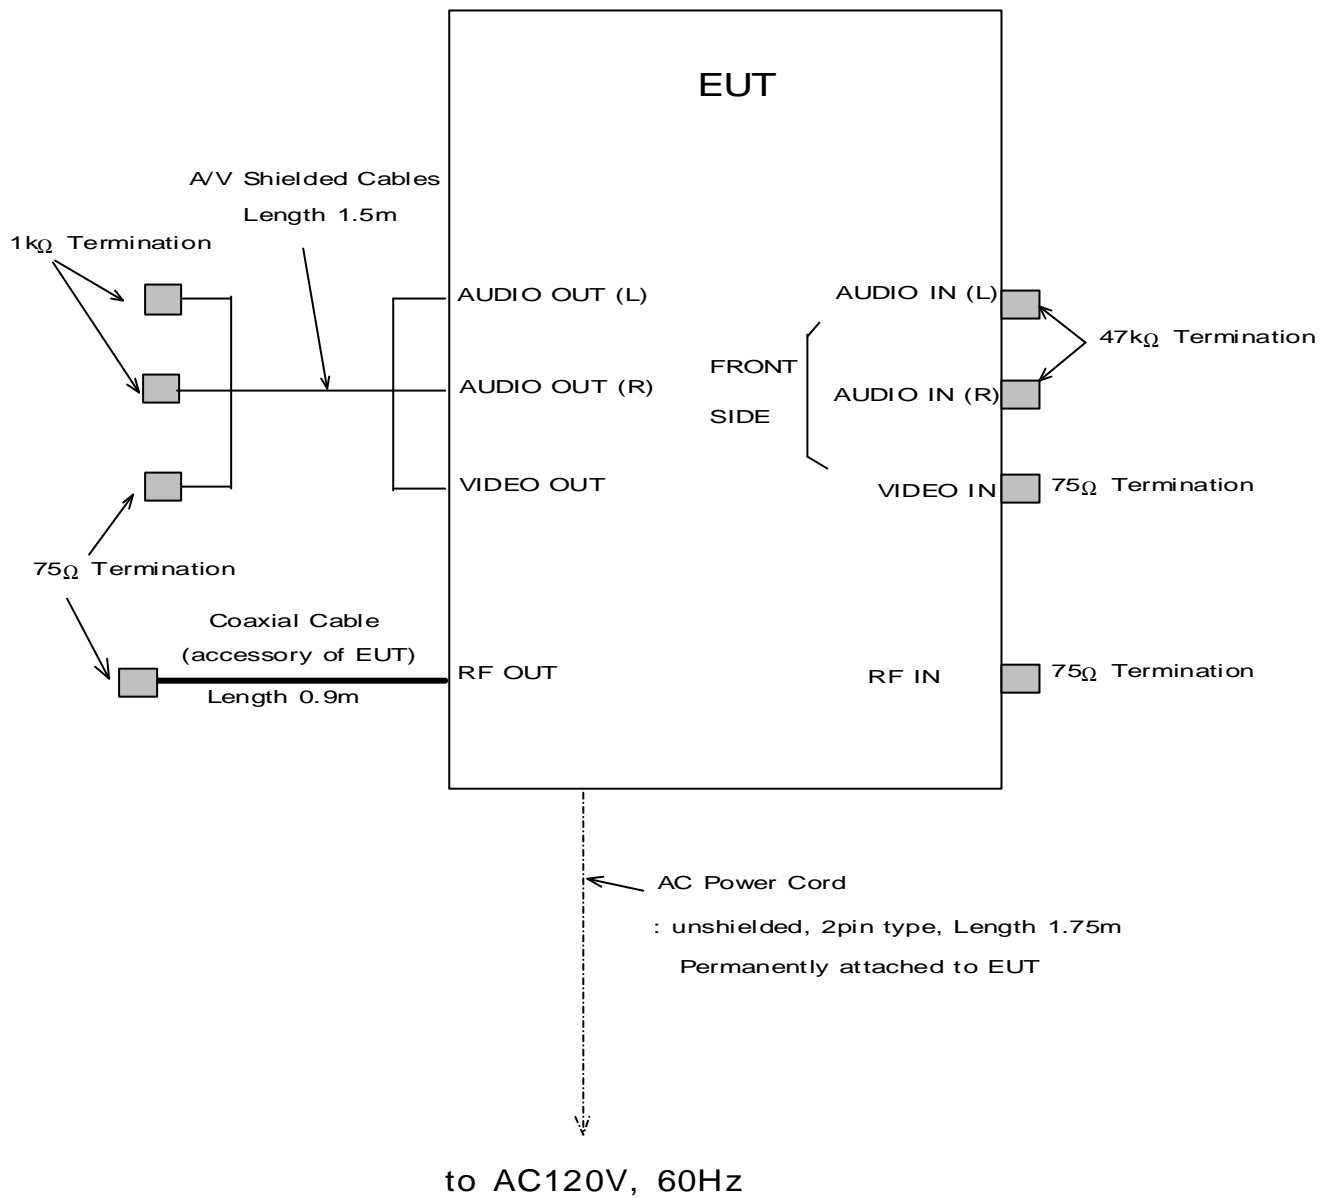 EUT
A/V Shielded Cables
Length 1.5m
1kΩ Termination
AUDIO OUT (L)
AUDIO IN (L)
47kΩ Termination
FRONT
SIDE
AUDIO OUT (R)
AUDIO IN (R)
VIDEO OUT
VIDEO IN
75Ω Termination
75Ω Termination
Coaxial Cable
(accessory of EUT)
Length 0.9m
RF OUT
RF IN
75Ω Termination
AC Power Cord
: unshielded, 2pin type, Length 1.75m
Permanently attached to EUT
to AC120V, 60Hz